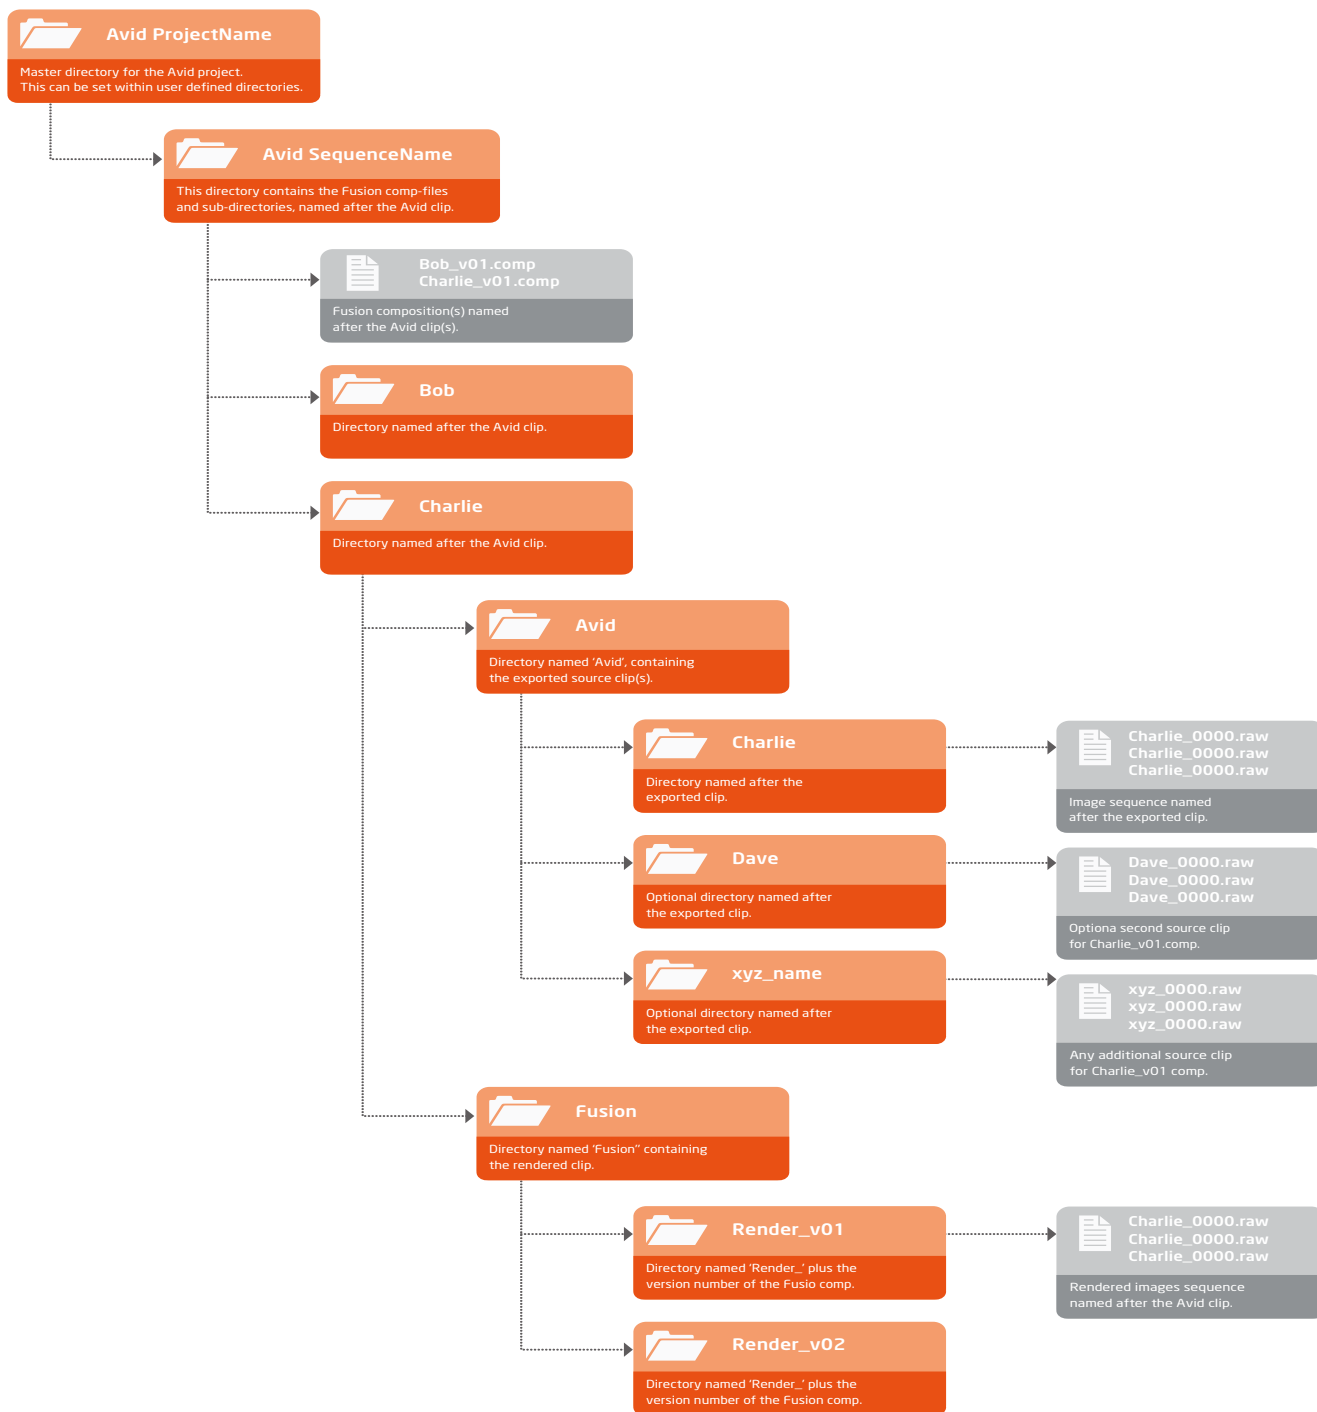 Avid ProjectName
Master directory for the Avid project.
This can be set within user defined directories.
Avid SequenceName
This directory contains the Fusion comp-files
and sub-directories, named after the Avid clip.
Bob_v01.comp
Charlie_v01.comp
Fusion composition(s) named
after the Avid clip(s).
Bob
Directory named after the Avid clip.
Charlie
Directory named after the Avid clip.
Avid
Directory named ‘Avid’, containing
the exported source clip(s).
Charlie
Directory named after the
exported clip.
Charlie_0000.raw
Charlie_0000.raw
Charlie_0000.raw
Image sequence named
after the exported clip.
Dave
Optional directory named after
the exported clip.
Dave_0000.raw
Dave_0000.raw
Dave_0000.raw
Optiona second source clip
for Charlie_v01.comp.
xyz_name
Optional directory named after
the exported clip.
xyz_0000.raw
xyz_0000.raw
xyz_0000.raw
Any additional source clip
for Charlie_v01 comp.
Fusion
Directory named ‘Fusion” containing
the rendered clip.
Render_v01
Directory named ‘Render_’ plus the
version number of the Fusio comp.
Charlie_0000.raw
Charlie_0000.raw
Charlie_0000.raw
Rendered images sequence
named after the Avid clip.
Render_v02
Directory named ‘Render_’ plus the
version number of the Fusion comp.